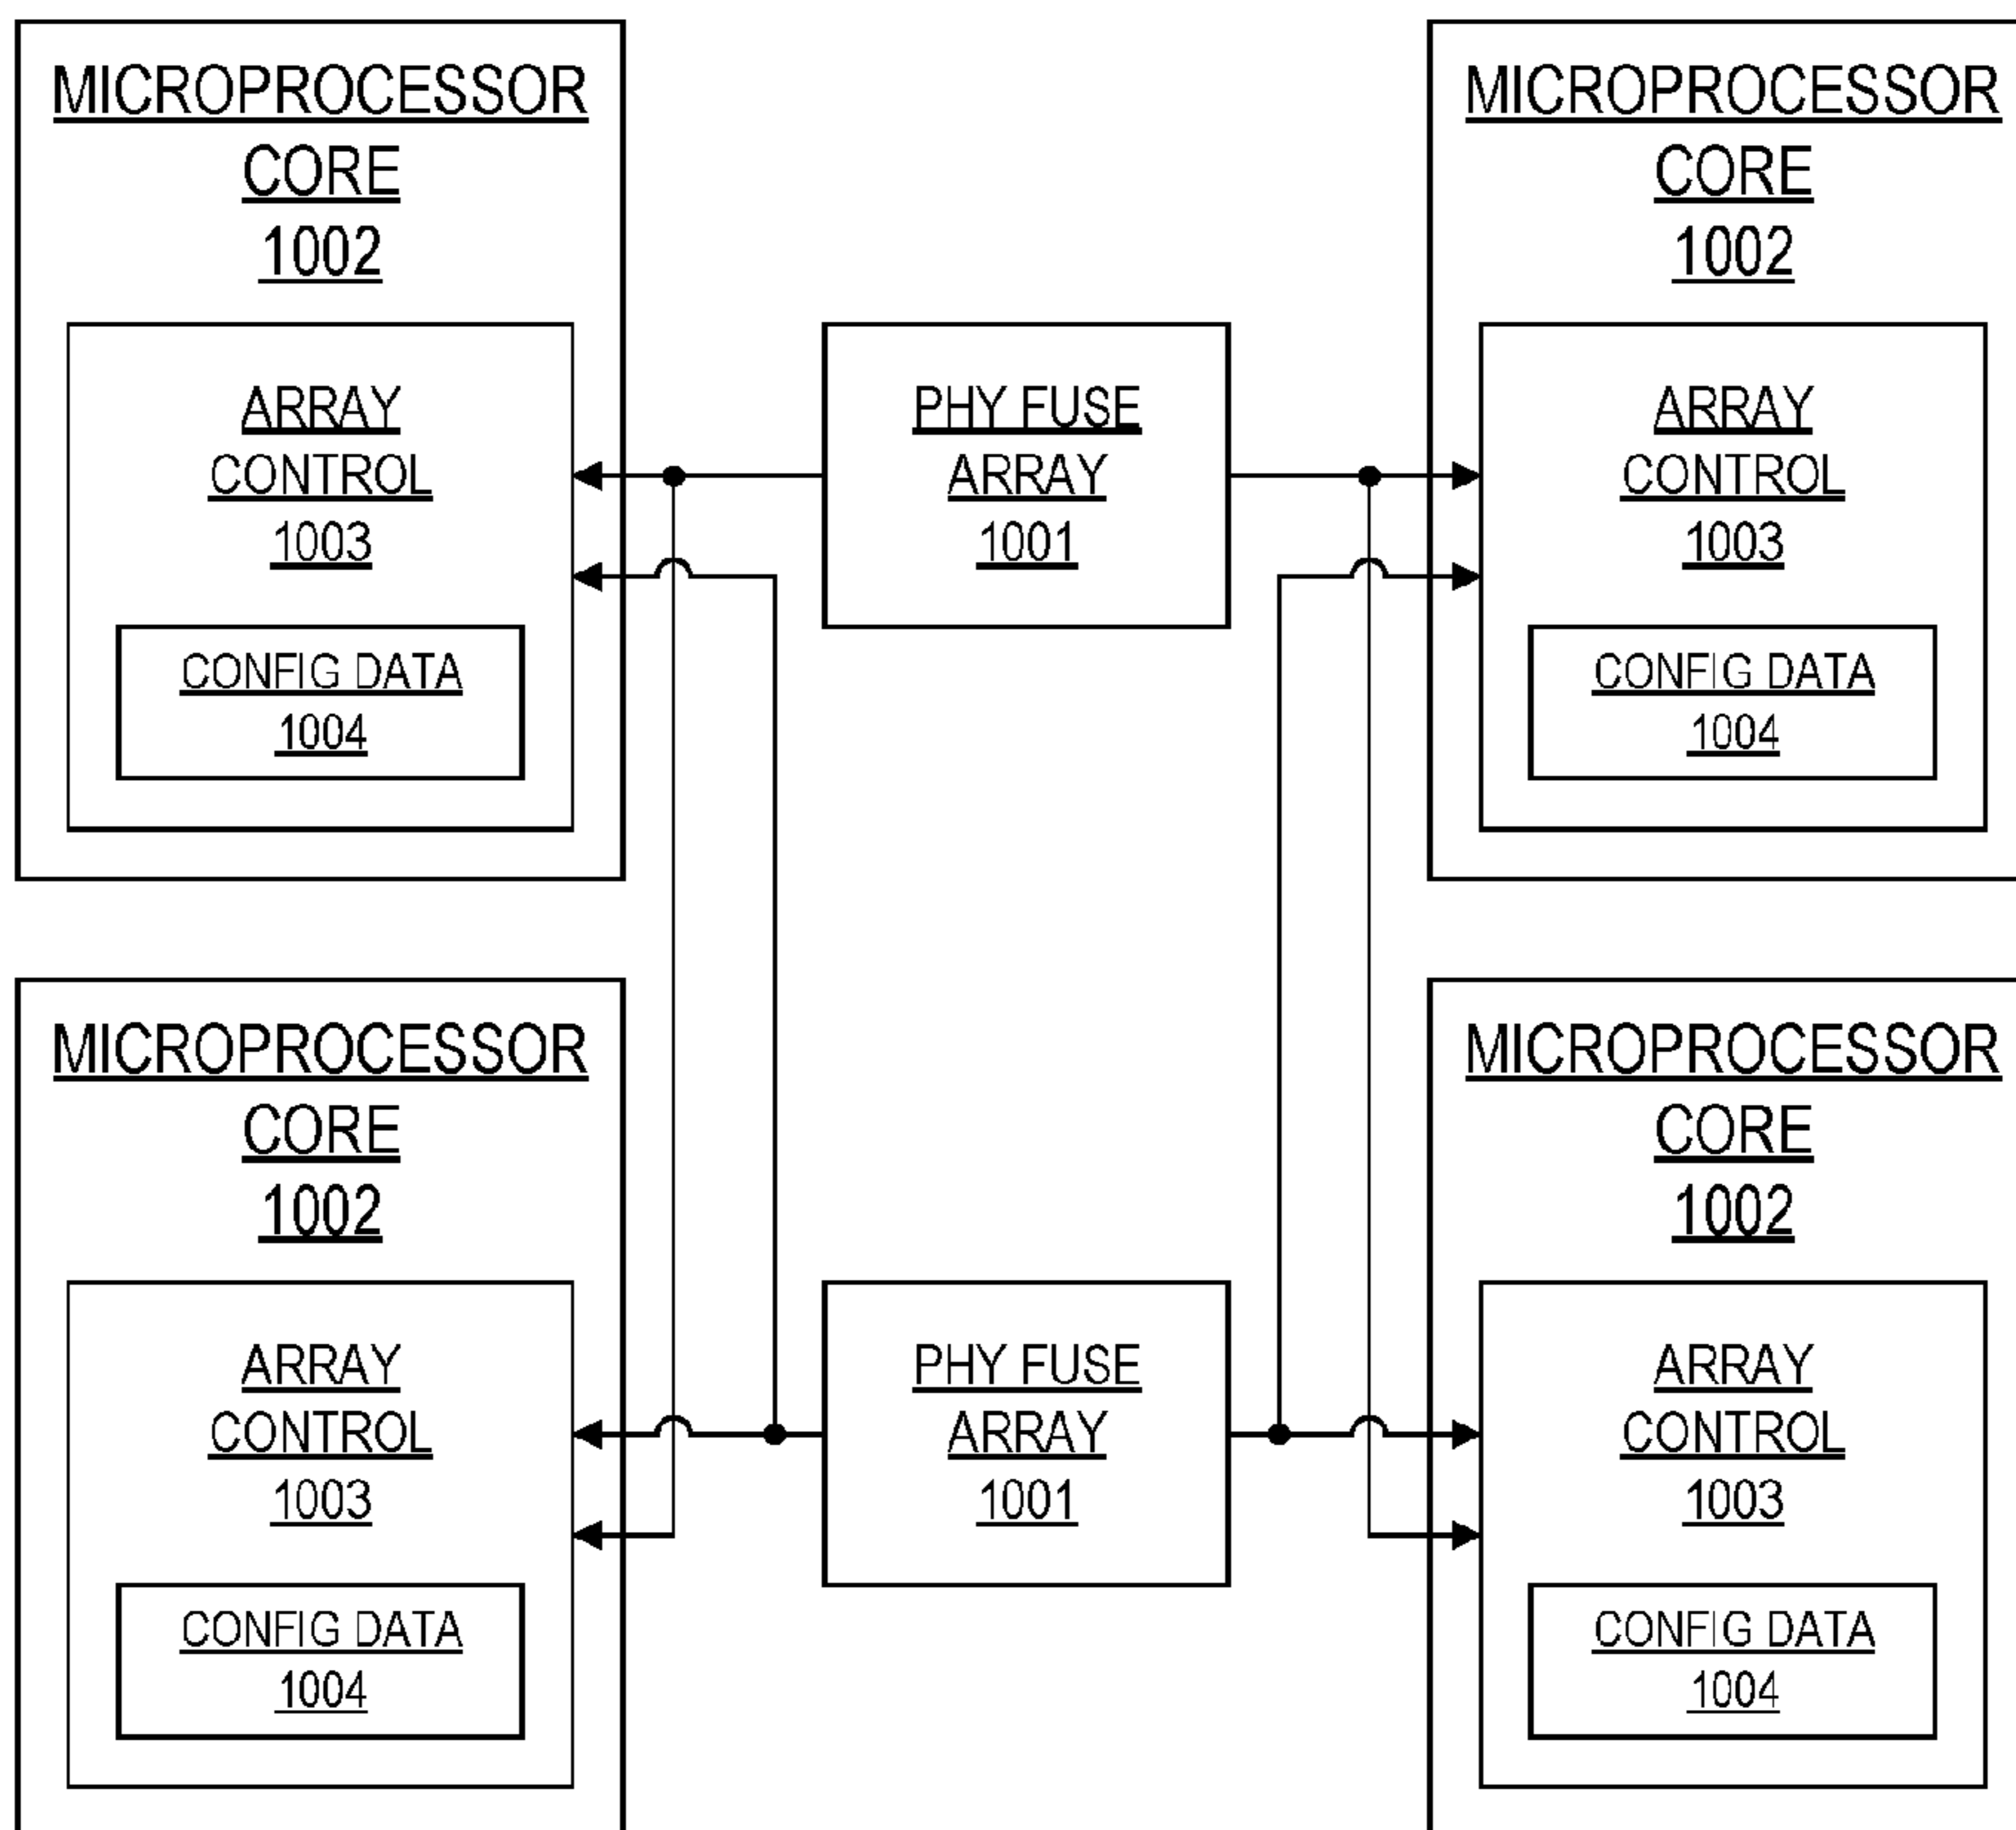 MICROPROCESSOR
CORE
1002
ARRAY
CONTROL
1003
CONFIG DATA
1004
PHY FUSE
ARRAY
1001
MICROPROCESSOR
CORE
1002
ARRAY
CONTROL
1003
CONFIG DATA
1004
MICROPROCESSOR
CORE
1002
ARRAY
CONTROL
1003
CONFIG DATA
1004
PHY FUSE
ARRAY
1001
MICROPROCESSOR
CORE
1002
ARRAY
CONTROL
1003
CONFIG DATA
1004